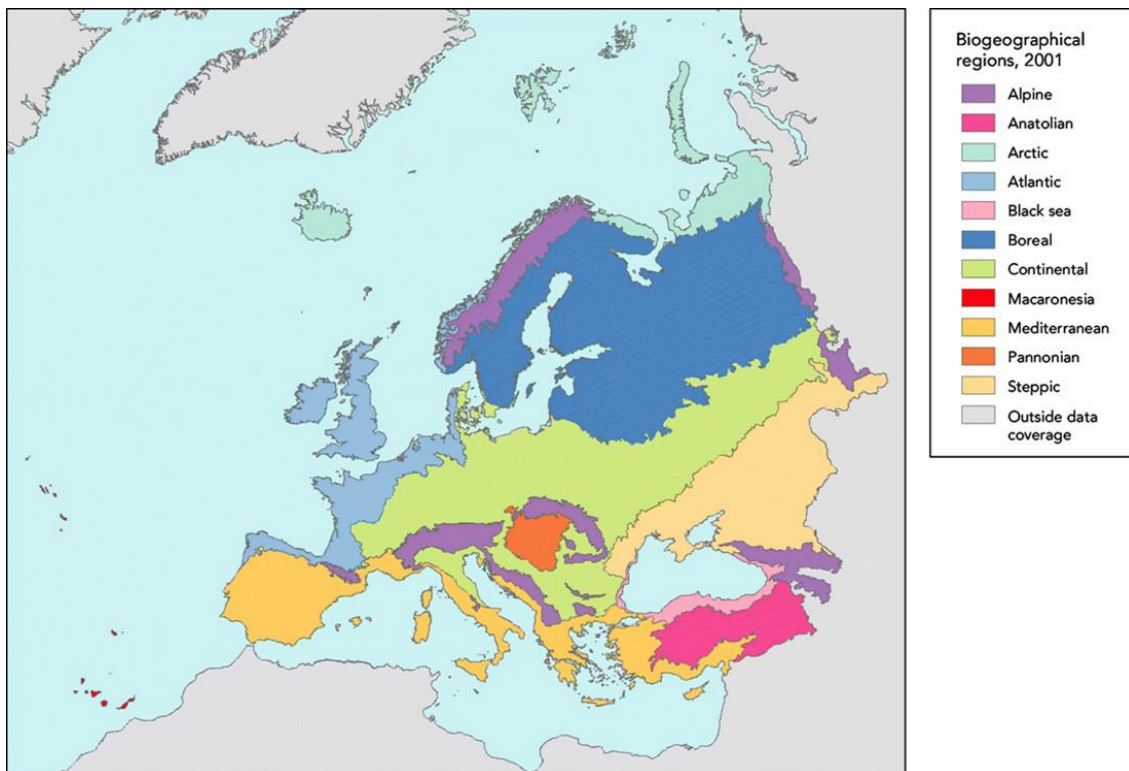 Biogeographical
regions, 2001
Alpine
Anatolian
Arctic
Atlantic
Black sea
Boreal
Continental
Macaronesia
Mediterranean
Pannonian
Steppic
Outside data
coverage